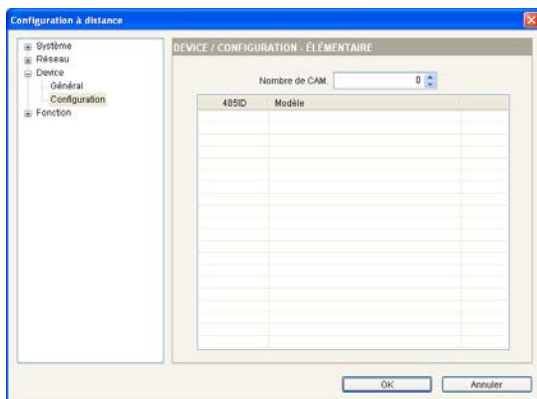 Configuration à distance
Système
Réseau
Device
Général
Configuration
Fonction
DEVICE / CONFIGURATION - ÉLÉMENTAIRE
Nombre de CAM. 0
485ID Modèle
OK Annuler